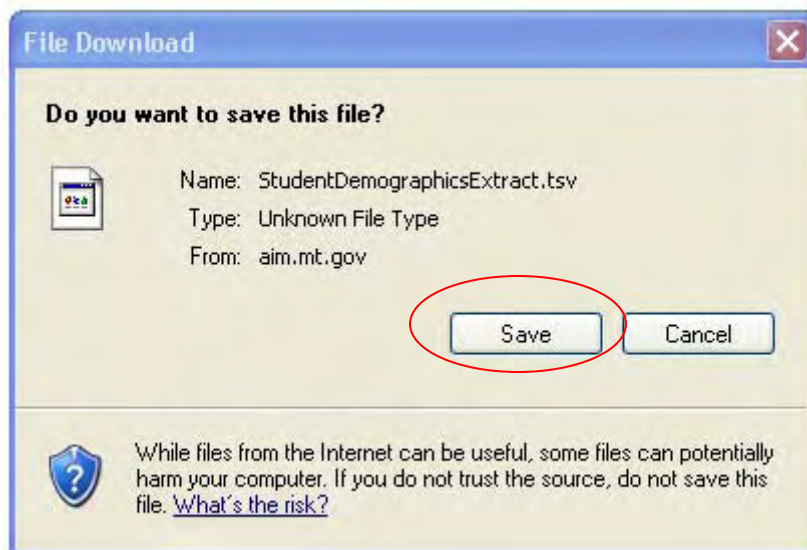 File Download
Do you want to save this file?
Name: StudentDemographicsExtract.tsv
Type: Unknown File Type
From: aim.mt.gov
Save Cancel
While files from the Internet can be useful, some files can potentially
harm your computer. If you do not trust the source, do not save this
file. What's the risk?